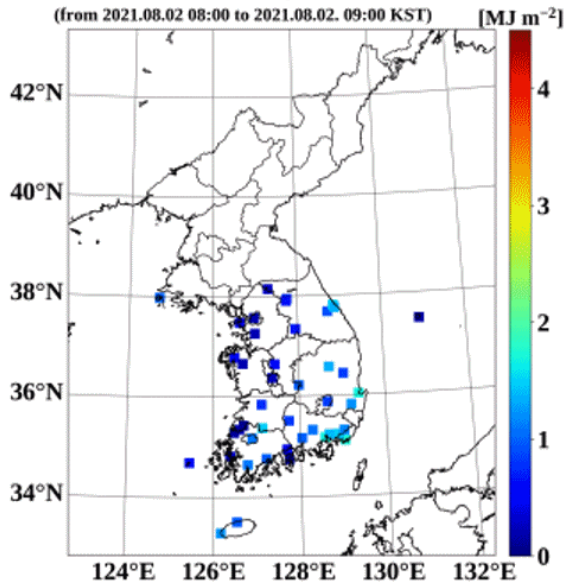 (from 2021.08.02 08:00 to 2021.08.02. 09:00 KST)
[MJ m⁻²]
42°N
40°N
38°N
36°N
34°N
124°E 126°E 128°E 130°E 132°E
4
3
2
1
0